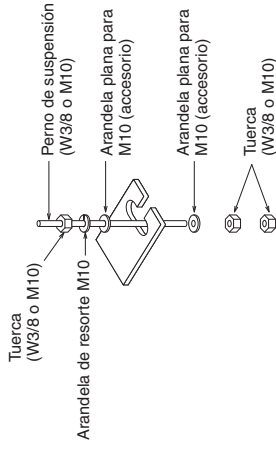 Perno de suspensión
(W3/8 o M10)
Tuerca
(W3/8 o M10)
Arandela plana para
M10 (accesorio)
Arandela de resorte M10
Arandela plana para
M10 (accesorio)
Tuerca
(W3/8 o M10)